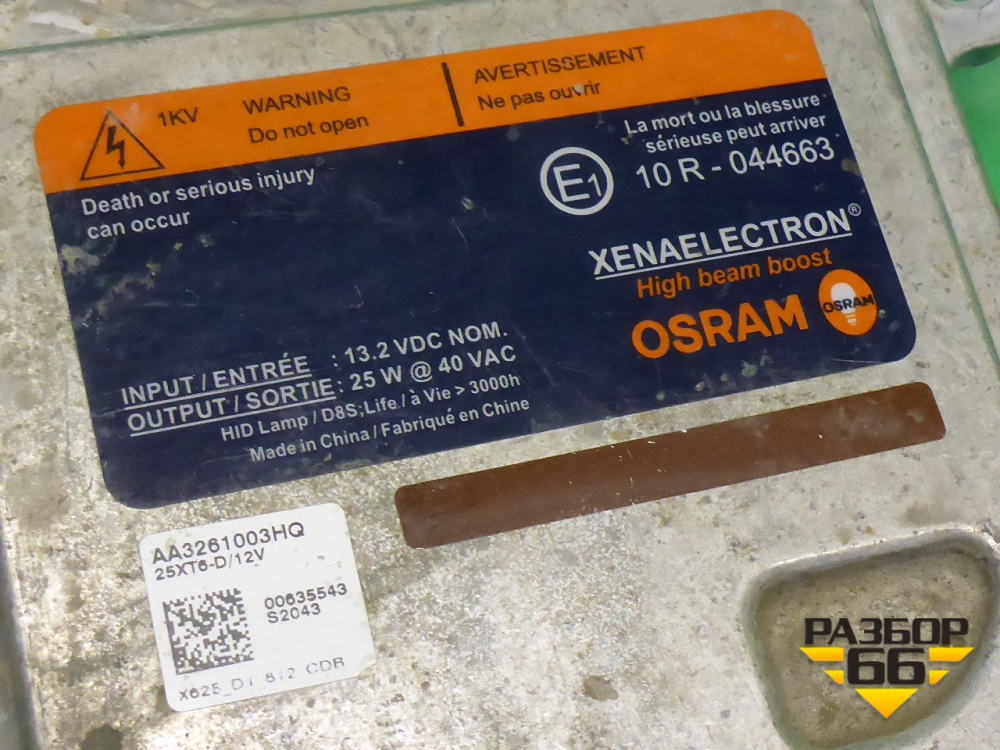 1KV
WARNING
Do not open
AVERTISSEMENT
Ne pas ouvrir
Death or serious injury
can occur
La mort ou la blessure
sérieuse peut arriver
E1
10 R - 044663
XENAELECTRON®
High beam boost
OSRAM
OSRAM
INPUT / ENTRÉE : 13.2 VDC NOM.
OUTPUT / SORTIE : 25 W @ 40 VAC
HID Lamp / D8S;Life / à Vie > 3000h
Made in China / Fabriqué en Chine
AA3261003HQ
25XT6-D/12V
00635543
S2043
РАЗБОР
66